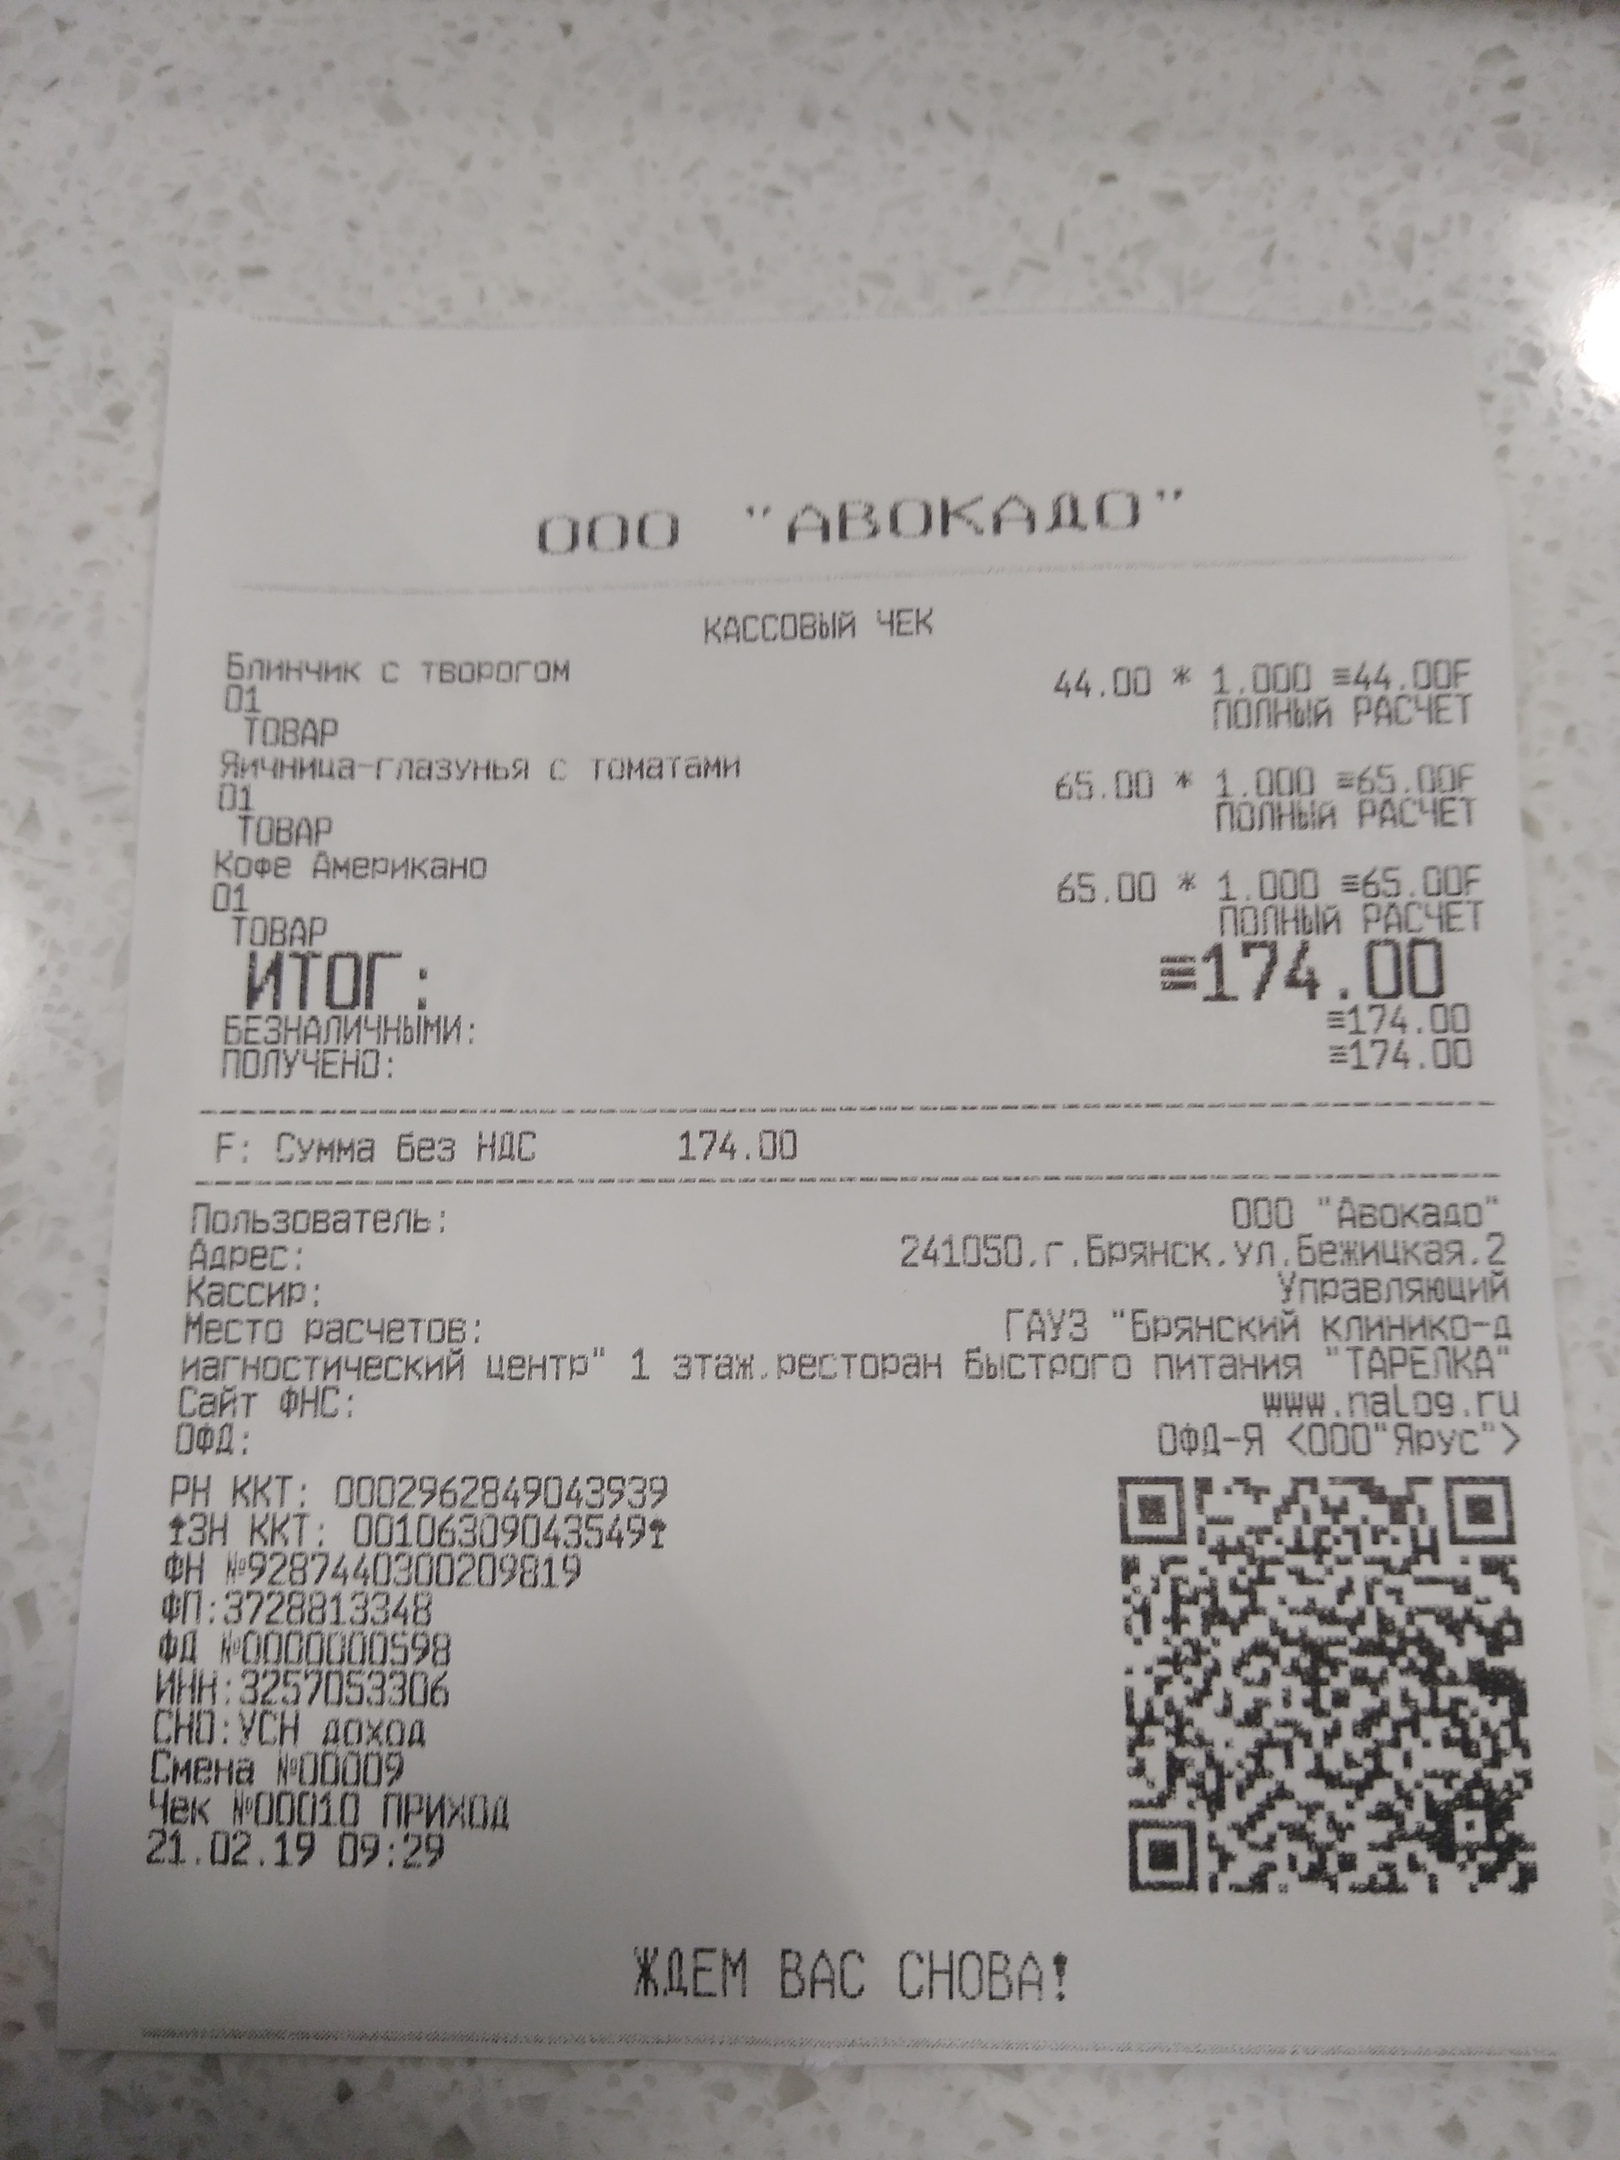 ООО "АВОКАДО"
КАССОВЫЙ ЧЕК
Блинчик с творогом
01 44.00 * 1.000 ≡44.00F
ТОВАР ПОЛНЫЙ РАСЧЕТ
Яичница-глазунья с томатами
01 65.00 * 1.000 ≡65.00F
ТОВАР ПОЛНЫЙ РАСЧЕТ
Кофе Американо
01 65.00 * 1.000 ≡65.00F
ТОВАР ПОЛНЫЙ РАСЧЕТ
ИТОГ: ≡174.00
БЕЗНАЛИЧНЫМИ: ≡174.00
ПОЛУЧЕНО: ≡174.00
F: Сумма без НДС 174.00
Пользователь: ООО "Авокадо"
Адрес: 241050.г.Брянск.ул.Бежицкая.2
Кассир: Управляющий
Место расчетов: ГАУЗ "Брянский клинико-д
иагностический центр" 1 этаж.ресторан быстрого питания "ТАРЕЛКА"
Сайт ФНС: www.nalog.ru
ОФД: ОФД-Я <ООО"Ярус">
РН ККТ: 0002962849043939
ЗН ККТ: 00106309043549
ФН №9287440300209819
ФП:3728813348
ФД №0000000598
ИНН:3257053306
СНО:УСН доход
Смена №00009
Чек №00010 ПРИХОД
21.02.19 09:29
ЖДЕМ ВАС СНОВА!